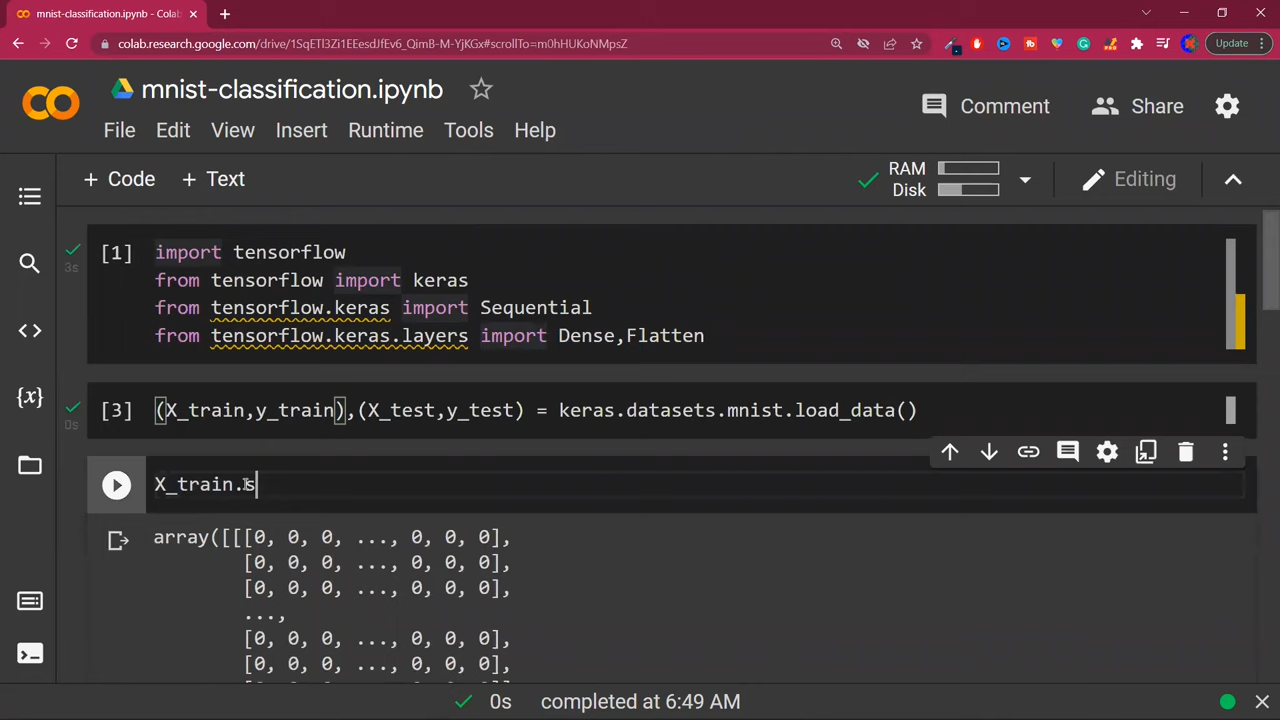 mnist-classification.ipynb - Colab
colab.research.google.com/drive/1SqETl3Zi1EEesdJfEv6_QimB-M-YjKGx#scrollTo=m0hHUKoNMpsZ
Update
mnist-classification.ipynb
File Edit View Insert Runtime Tools Help
Comment
Share
+ Code + Text
RAM
Disk
Editing
[1] import tensorflow
from tensorflow import keras
from tensorflow.keras import Sequential
from tensorflow.keras.layers import Dense,Flatten
3s
[3] (X_train,y_train),(X_test,y_test) = keras.datasets.mnist.load_data()
0s
X_train.s
array([[[0, 0, 0, ..., 0, 0, 0],
[0, 0, 0, ..., 0, 0, 0],
[0, 0, 0, ..., 0, 0, 0],
...,
[0, 0, 0, ..., 0, 0, 0],
[0, 0, 0, ..., 0, 0, 0],
0s completed at 6:49 AM